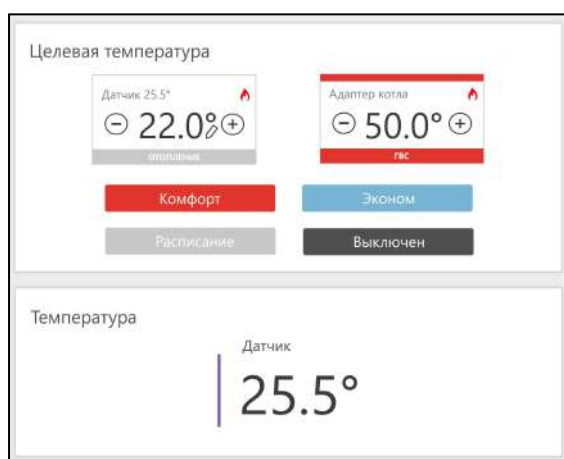 Целевая температура
Датчик 25.5°
Адаптер котла
22.0°
50.0°
отопление
ГВС
Комфорт
Эконом
Расписание
Выключен
Температура
Датчик
25.5°